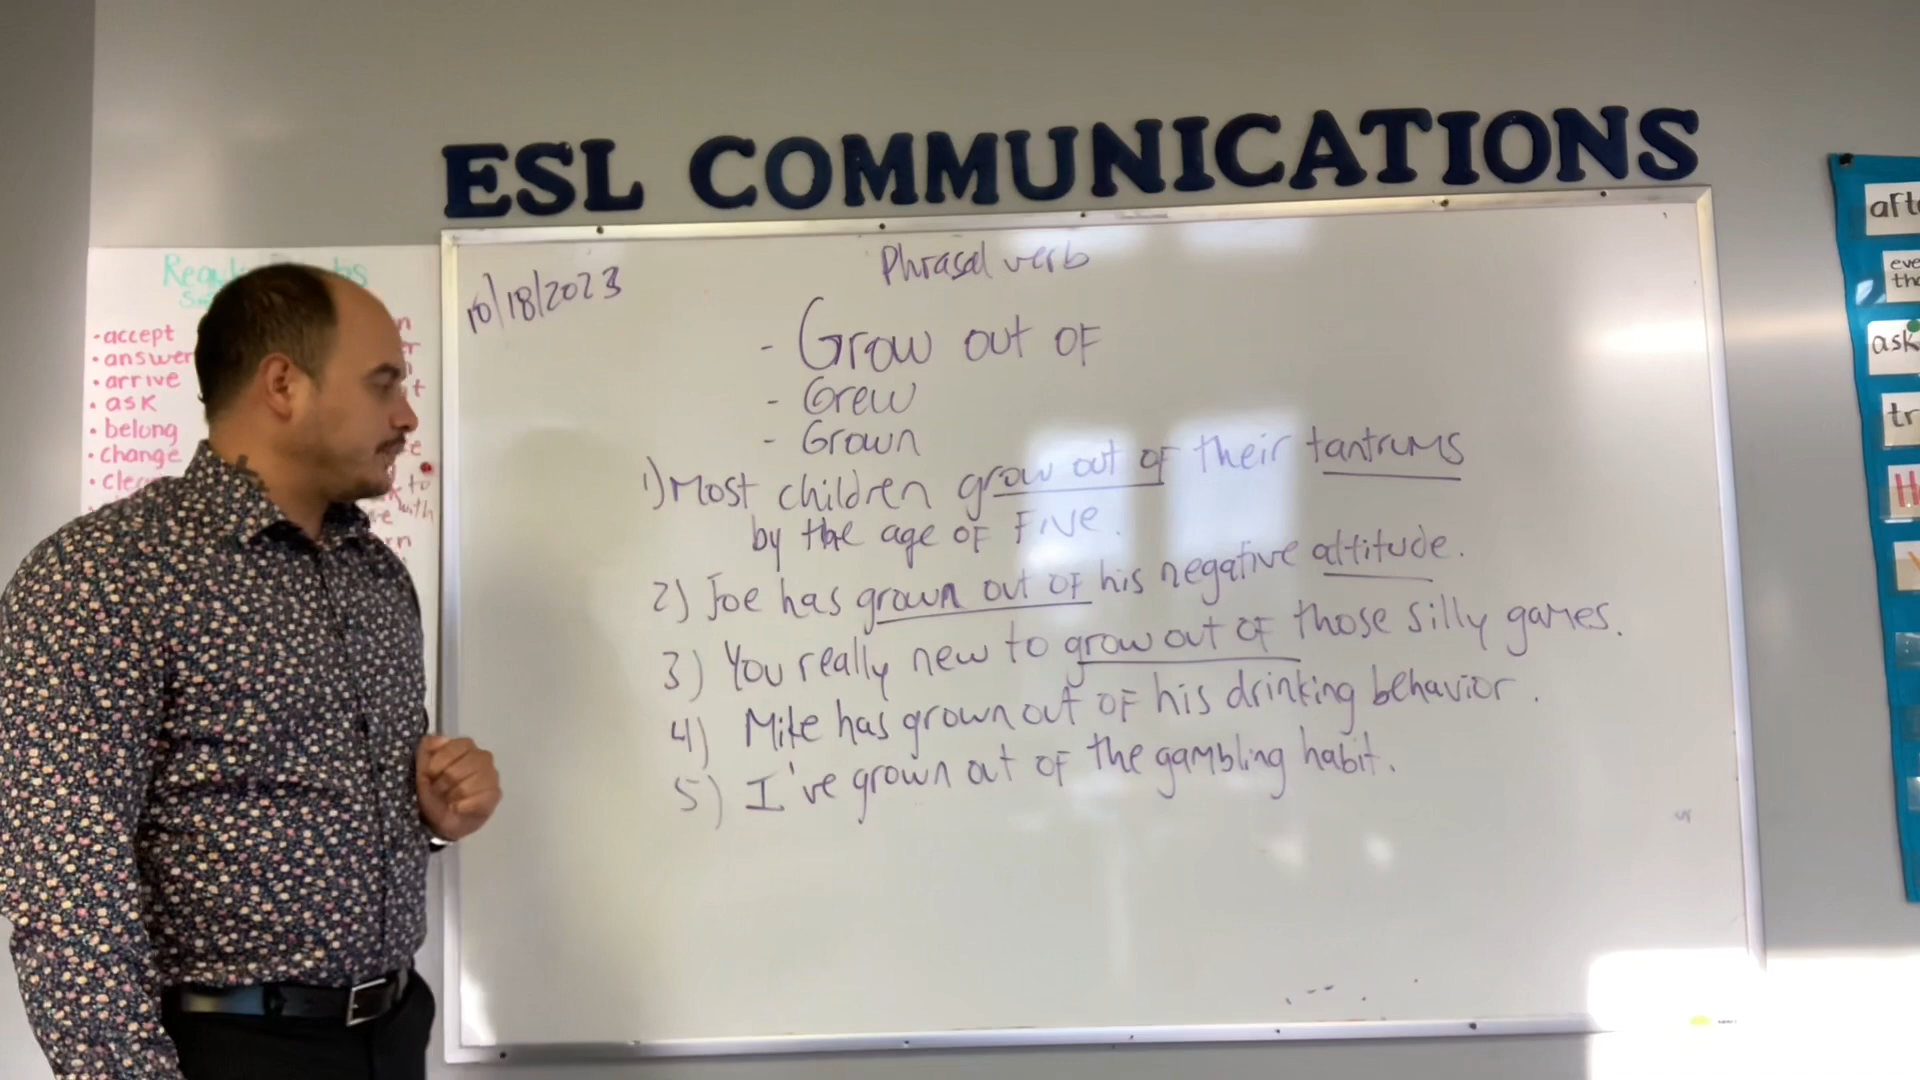 ESL COMMUNICATIONS
10/18/2023
Phrasal verb
- Grow out of
- Grew
- Grown
1) Most children grow out of their tantrums
by the age of Five.
2) Joe has grown out of his negative attitude.
3) You really new to grow out of those silly games.
4) Mike has grown out of his drinking behavior.
5) I've grown out of the gambling habit.
• accept
• answer
• arrive
• ask
• belong
• change
to
with
ask